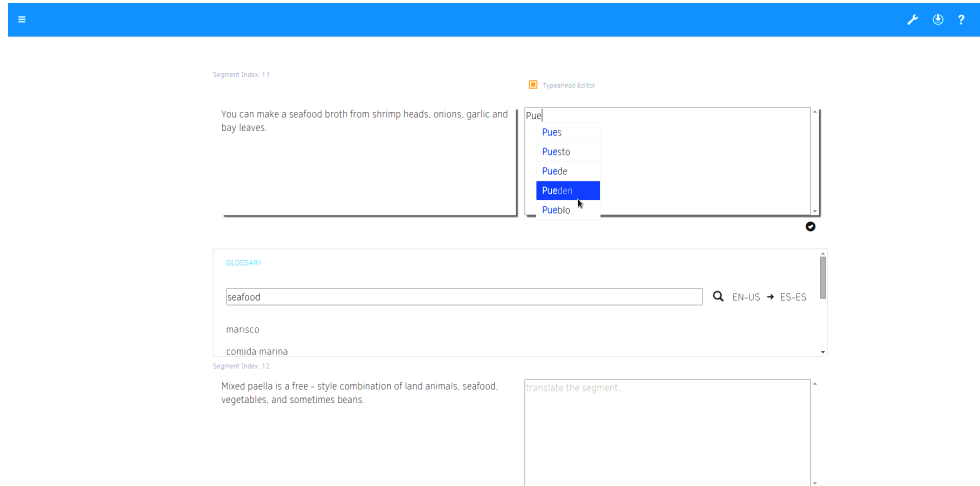 ?
Segment Index: 11
TypeAhead Editor
You can make a seafood broth from shrimp heads, onions, garlic and
bay leaves.
Pue
Pues
Puesto
Puede
Pueden
Pueblo
GLOSSARY
seafood
EN-US → ES-ES
marisco
comida marina
Segment Index: 12
Mixed paella is a free - style combination of land animals, seafood,
vegetables, and sometimes beans.
translate the segment...